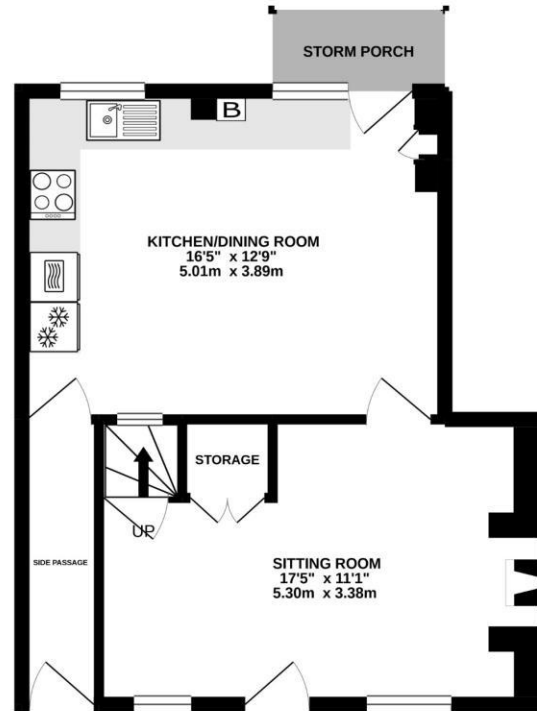 STORM PORCH
B
KITCHEN/DINING ROOM
16'5" x 12'9"
5.01m x 3.89m
STORAGE
UP
SIDE PASSAGE
SITTING ROOM
17'5" x 11'1"
5.30m x 3.38m